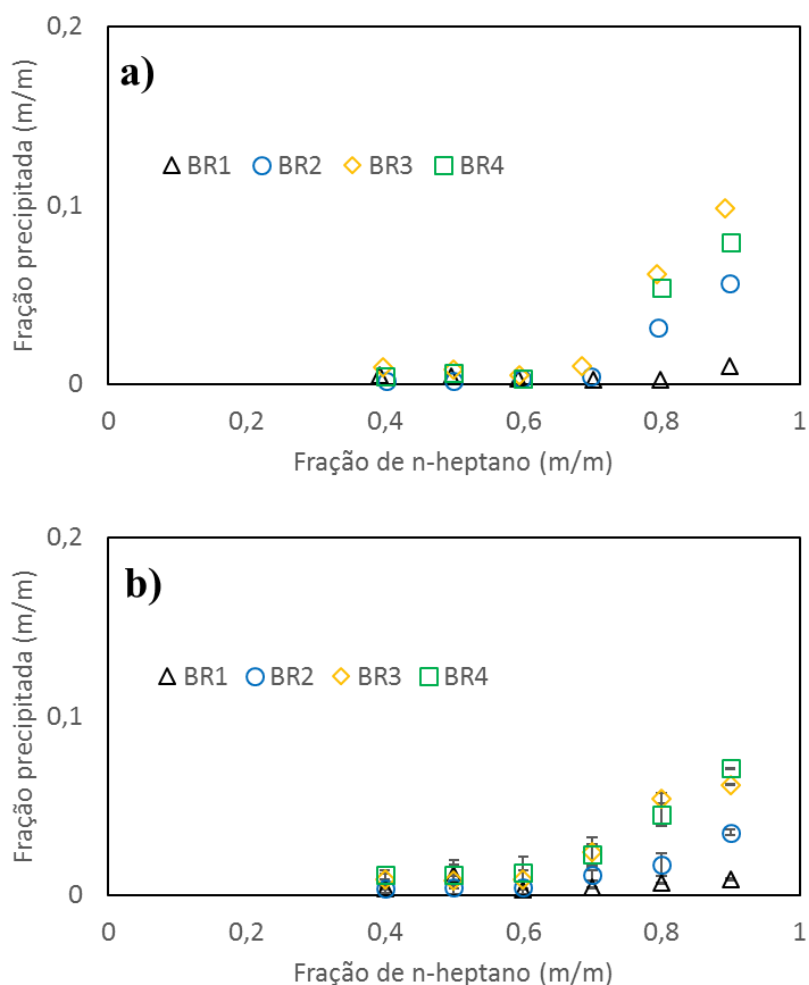 a)
0,2
0,1
0
BR1 BR2 BR3 BR4
0 0,2 0,4 0,6 0,8 1
Fração de n-heptano (m/m)
Fração precipitada (m/m)
b)
0,2
0,1
0
BR1 BR2 BR3 BR4
0 0,2 0,4 0,6 0,8 1
Fração de n-heptano (m/m)
Fração precipitada (m/m)